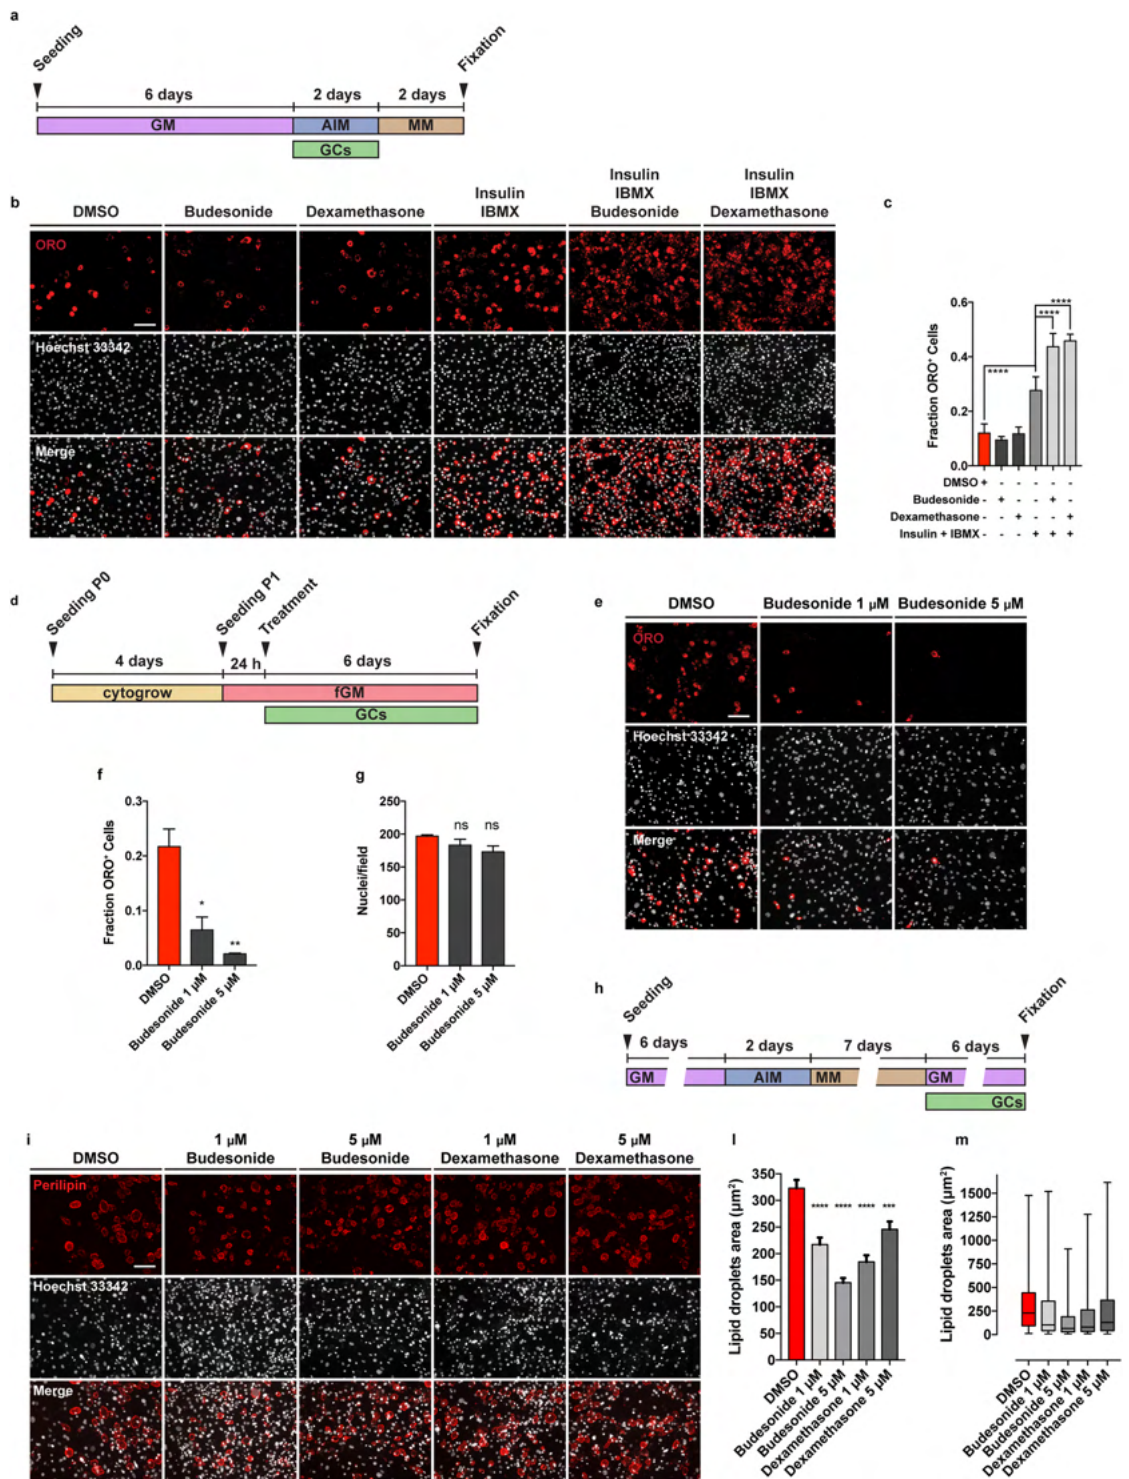 a
Seeding
Fixation
6 days
2 days
2 days
GM
AIM
MM
GCs
b
DMSO
Budesonide
Dexamethasone
Insulin
IBMX
Insulin
IBMX
Budesonide
Insulin
IBMX
Dexamethasone
ORO
Hoechst 33342
Merge
c
Fraction ORO⁺ Cells
0.6
0.4
0.2
0.0
****
****
****
DMSO + - - - - -
Budesonide - + - - + -
Dexamethasone - - + - - +
Insulin + IBMX - - - + + +
d
Seeding P0
Seeding P1
Treatment
Fixation
4 days
24 h
6 days
cytogrow
fGM
GCs
e
DMSO
Budesonide 1 µM
Budesonide 5 µM
ORO
Hoechst 33342
Merge
f
Fraction ORO⁺ Cells
0.3
0.2
0.1
0.0
*
**
DMSO
Budesonide 1 µM
Budesonide 5 µM
g
Nuclei/field
250
200
150
100
50
0
ns
ns
DMSO
Budesonide 1 µM
Budesonide 5 µM
h
Seeding
Fixation
6 days
2 days
7 days
6 days
GM
AIM
MM
GM
GCs
i
DMSO
1 µM
Budesonide
5 µM
Budesonide
1 µM
Dexamethasone
5 µM
Dexamethasone
Perilipin
Hoechst 33342
Merge
l
Lipid droplets area (µm²)
350
300
250
200
150
100
50
0
****
****
****
***
DMSO
Budesonide 1 µM
Budesonide 5 µM
Dexamethasone 1 µM
Dexamethasone 5 µM
m
Lipid droplets area (µm²)
1500
1250
1000
750
500
250
0
DMSO
Budesonide 1 µM
Budesonide 5 µM
Dexamethasone 1 µM
Dexamethasone 5 µM